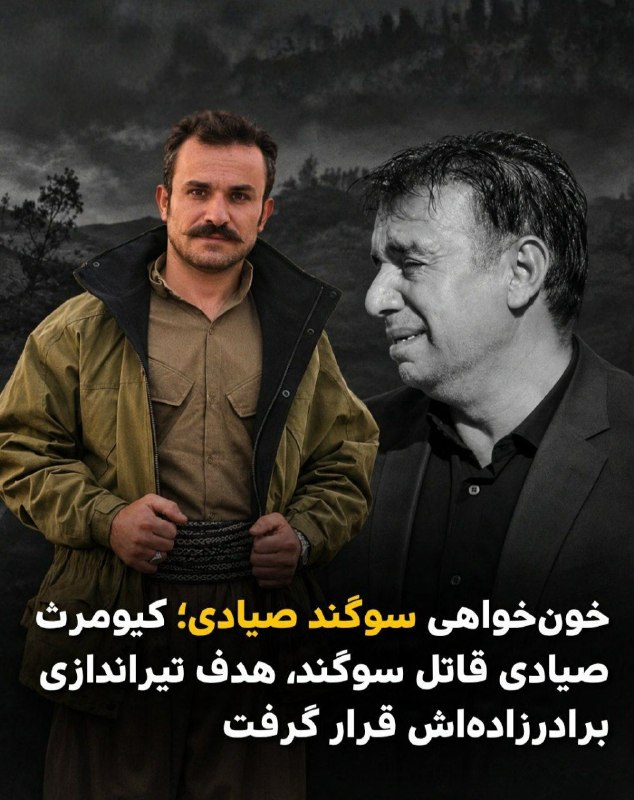 خون‌خواهی سوگند صیادی؛ کیومرث
صیادی قاتل سوگند، هدف تیراندازی
برادرزاده‌اش قرار گرفت